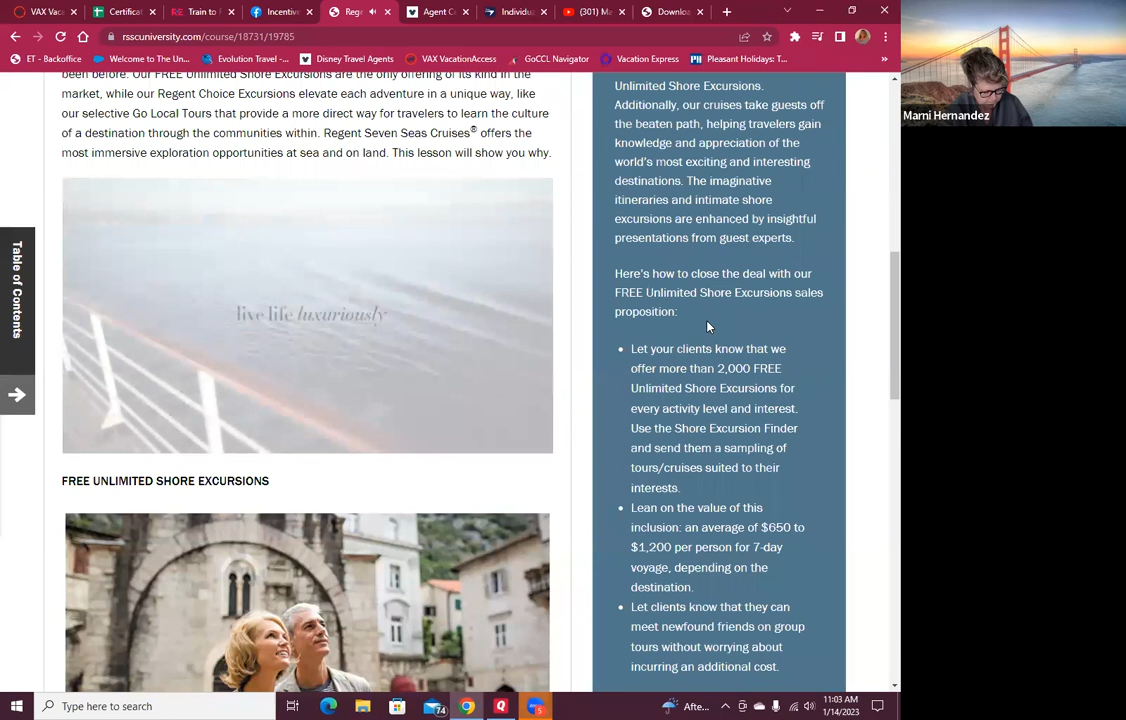 VAX Vaca
Certificat
Train to P
Incentive
Rege
Agent Ce
Individua
(301) Ma
Downloa
rsscuniversity.com/course/18731/19785
ET - Backoffice
Welcome to The Un...
Evolution Travel -...
Disney Travel Agents
VAX VacationAccess
GoCCL Navigator
Vacation Express
Pleasant Holidays: T...
»
been before. Our FREE Unlimited Shore Excursions are the only offering of its kind in the
market, while our Regent Choice Excursions elevate each adventure in a unique way, like
our selective Go Local Tours that provide a more direct way for travelers to learn the culture
of a destination through the communities within. Regent Seven Seas Cruises® offers the
most immersive exploration opportunities at sea and on land. This lesson will show you why.
live life luxuriously
FREE UNLIMITED SHORE EXCURSIONS
Table of Contents
Unlimited Shore Excursions.
Additionally, our cruises take guests off
the beaten path, helping travelers gain
knowledge and appreciation of the
world's most exciting and interesting
destinations. The imaginative
itineraries and intimate shore
excursions are enhanced by insightful
presentations from guest experts.
Here's how to close the deal with our
FREE Unlimited Shore Excursions sales
proposition:
• Let your clients know that we
offer more than 2,000 FREE
Unlimited Shore Excursions for
every activity level and interest.
Use the Shore Excursion Finder
and send them a sampling of
tours/cruises suited to their
interests.
• Lean on the value of this
inclusion: an average of $650 to
$1,200 per person for 7-day
voyage, depending on the
destination.
• Let clients know that they can
meet newfound friends on group
tours without worrying about
incurring an additional cost.
Marni Hernandez
Type here to search
74
5
Afte...
11:03 AM
1/14/2023